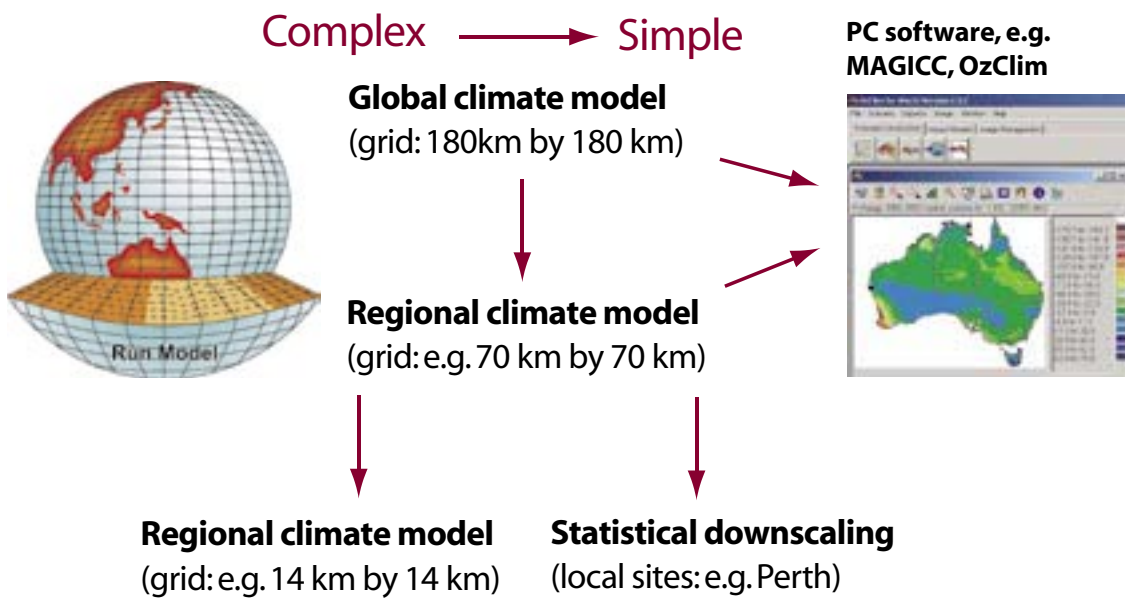 Complex
Simple
PC software, e.g.
MAGICC, OzClim
Global climate model
(grid: 180km by 180 km)
Run Model
Regional climate model
(grid: e.g. 70 km by 70 km)
Regional climate model
(grid: e.g. 14 km by 14 km)
Statistical downscaling
(local sites: e.g. Perth)